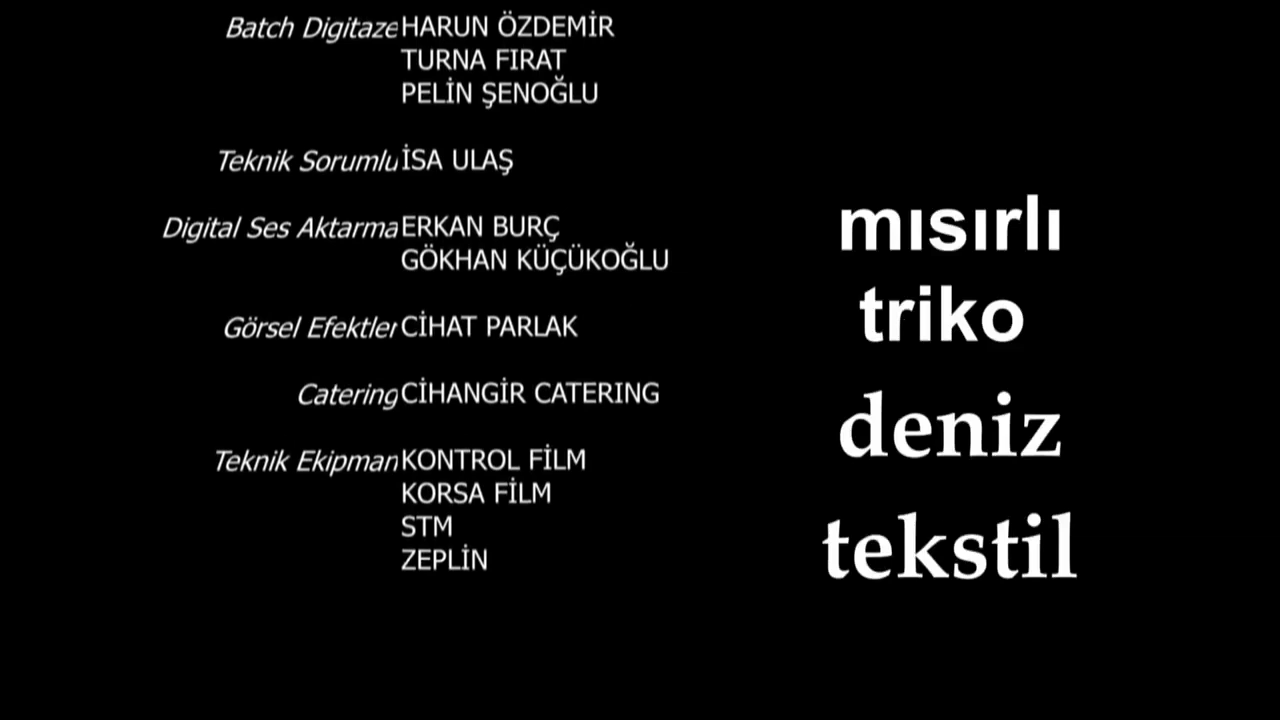 Batch Digitaze HARUN ÖZDEMİR
TURNA FIRAT
PELİN ŞENOĞLU
Teknik Sorumlu İSA ULAŞ
Digital Ses Aktarma ERKAN BURÇ
GÖKHAN KÜÇÜKOĞLU
Görsel Efektler CİHAT PARLAK
Catering CİHANGİR CATERING
Teknik Ekipman KONTROL FİLM
KORSA FİLM
STM
ZEPLİN
mısırlı
triko
deniz
tekstil